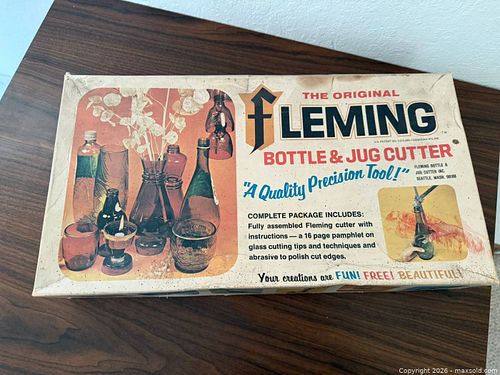 THE ORIGINAL
FLEMING
BOTTLE & JUG CUTTER
"A Quality Precision Tool!"
FLEMING BOTTLE &
JUG CUTTER INC.
SEATTLE, WASH.
COMPLETE PACKAGE INCLUDES:
Fully assembled Fleming cutter with
instructions — a 16 page pamphlet on
glass cutting tips and techniques and
abrasive to polish cut edges.
Your creations are FUN! FREE! BEAUTIFUL!
Copyright © 2026 - maxsold.com